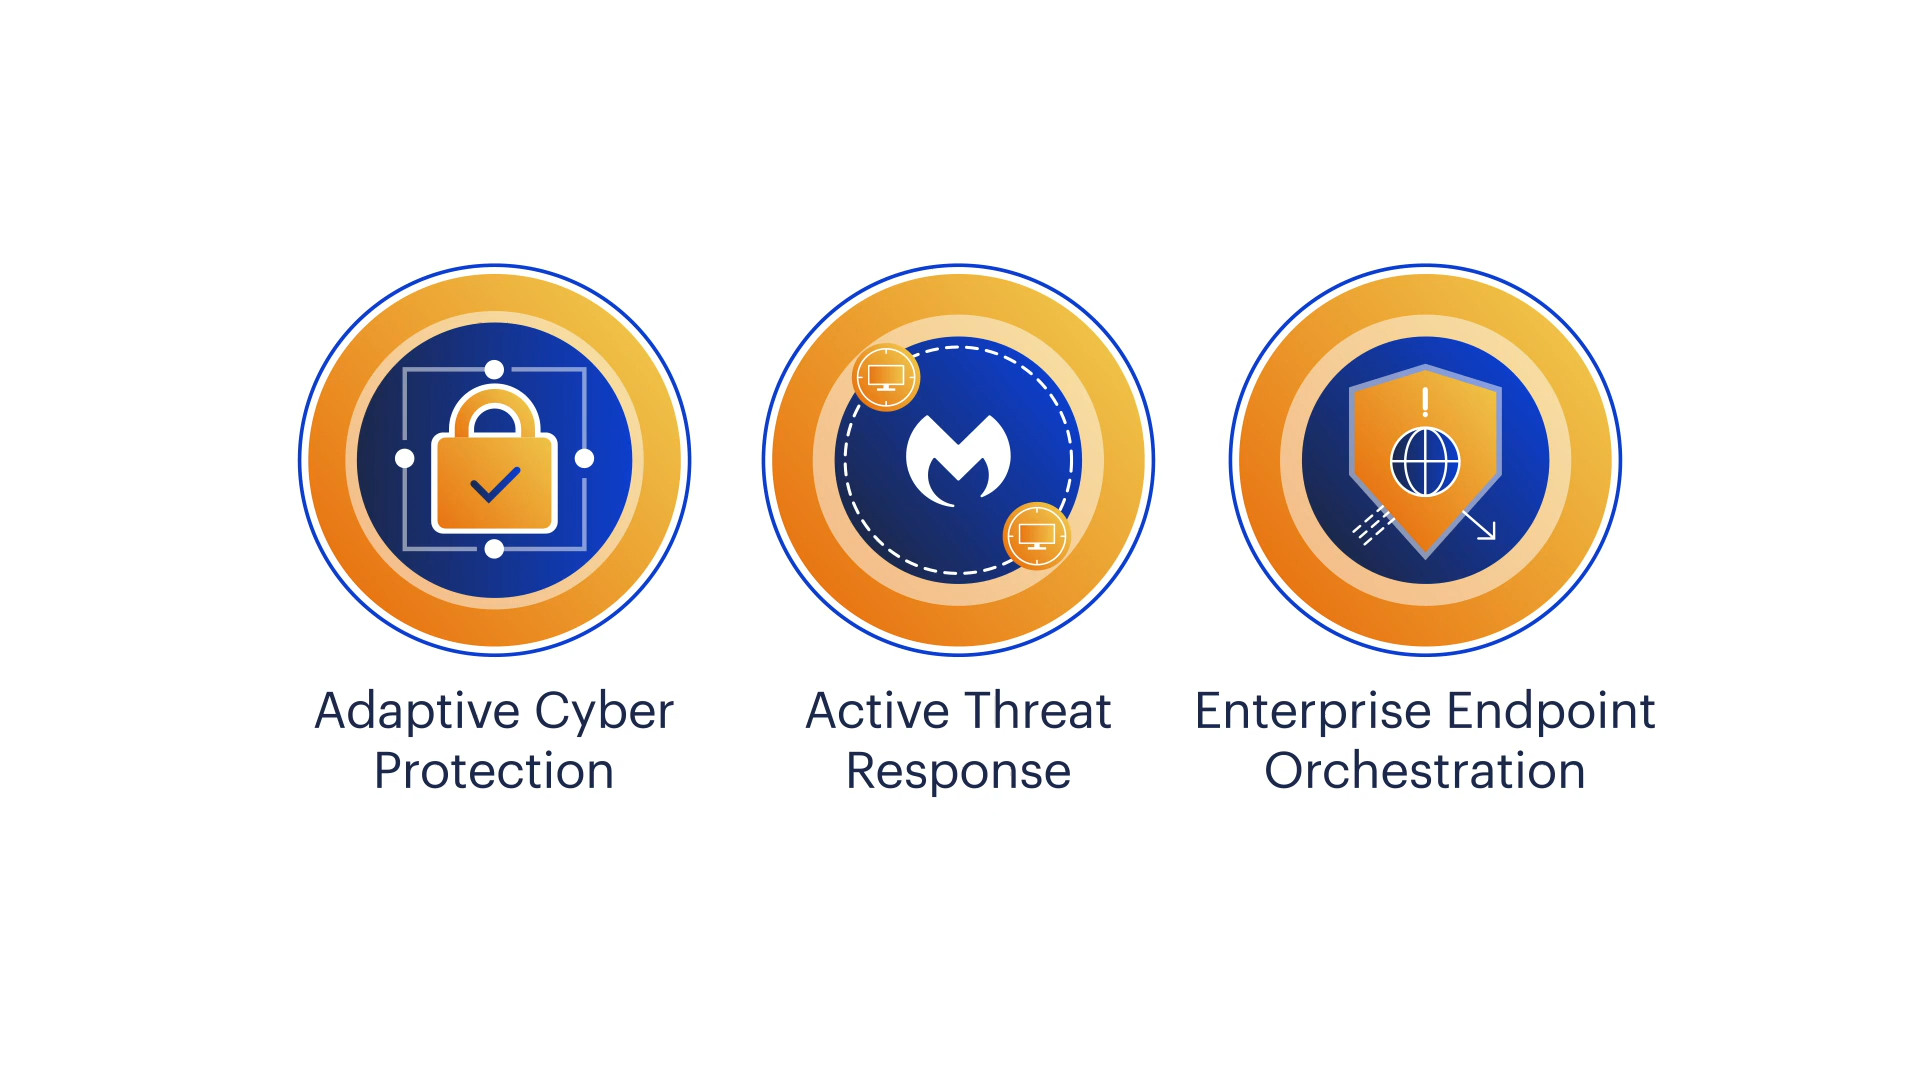 Adaptive Cyber
Protection
Active Threat
Response
Enterprise Endpoint
Orchestration